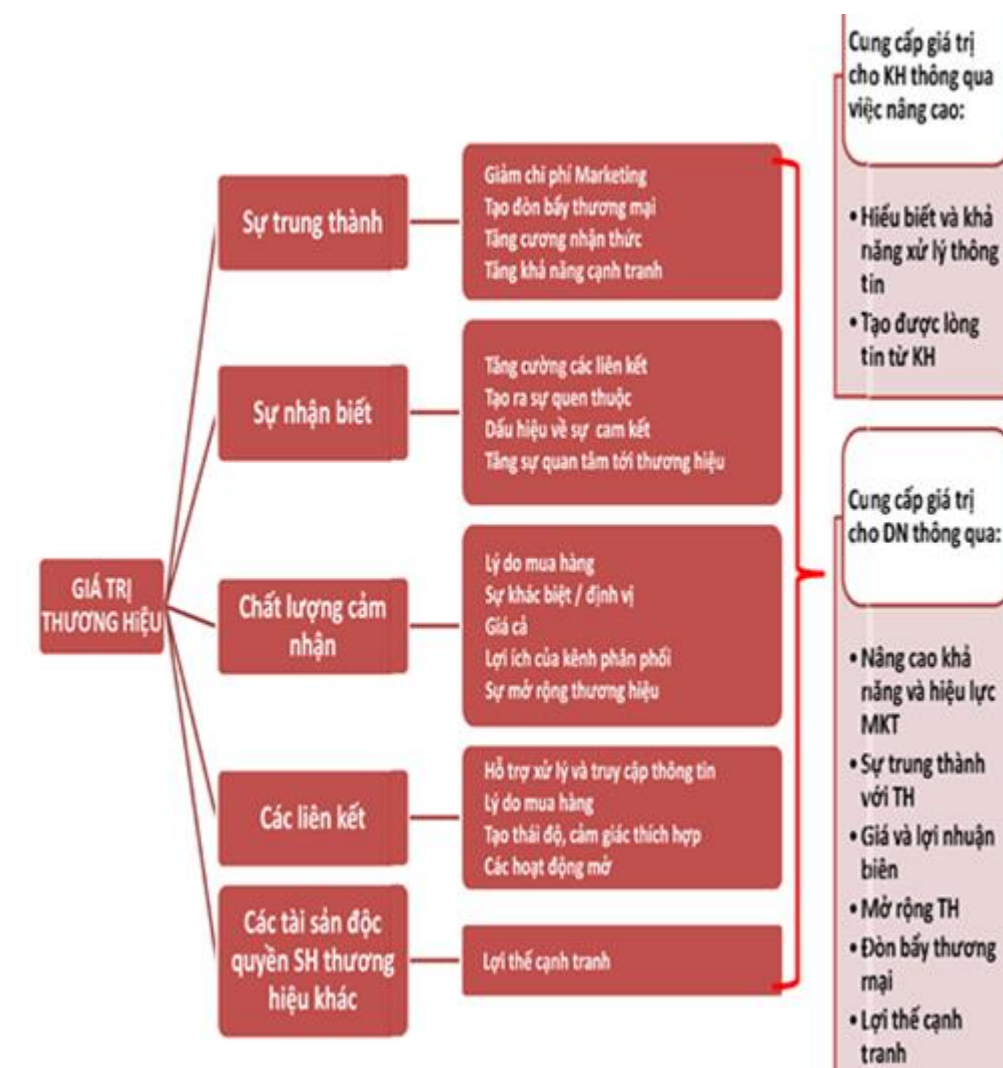 GIÁ TRỊ
THƯƠNG HIỆU
Sự trung thành
Giảm chi phí Marketing
Tạo đòn bẩy thương mại
Tăng cương nhận thức
Tăng khả năng cạnh tranh
Sự nhận biết
Tăng cường các liên kết
Tạo ra sự quen thuộc
Dấu hiệu về sự cam kết
Tăng sự quan tâm tới thương hiệu
Chất lượng cảm
nhận
Lý do mua hàng
Sự khác biệt / định vị
Giá cả
Lợi ích của kênh phân phối
Sự mở rộng thương hiệu
Các liên kết
Hỗ trợ xử lý và truy cập thông tin
Lý do mua hàng
Tạo thái độ, cảm giác thích hợp
Các hoạt động mở
Các tài sản độc
quyền SH thương
hiệu khác
Lợi thế cạnh tranh
Cung cấp giá trị
cho KH thông qua
việc nâng cao:
• Hiểu biết và khả
năng xử lý thông
tin
• Tạo được lòng
tin từ KH
Cung cấp giá trị
cho DN thông qua:
• Nâng cao khả
năng và hiệu lực
MKT
• Sự trung thành
với TH
• Giá và lợi nhuận
biên
• Mở rộng TH
• Đòn bẩy thương
mại
• Lợi thế cạnh
tranh